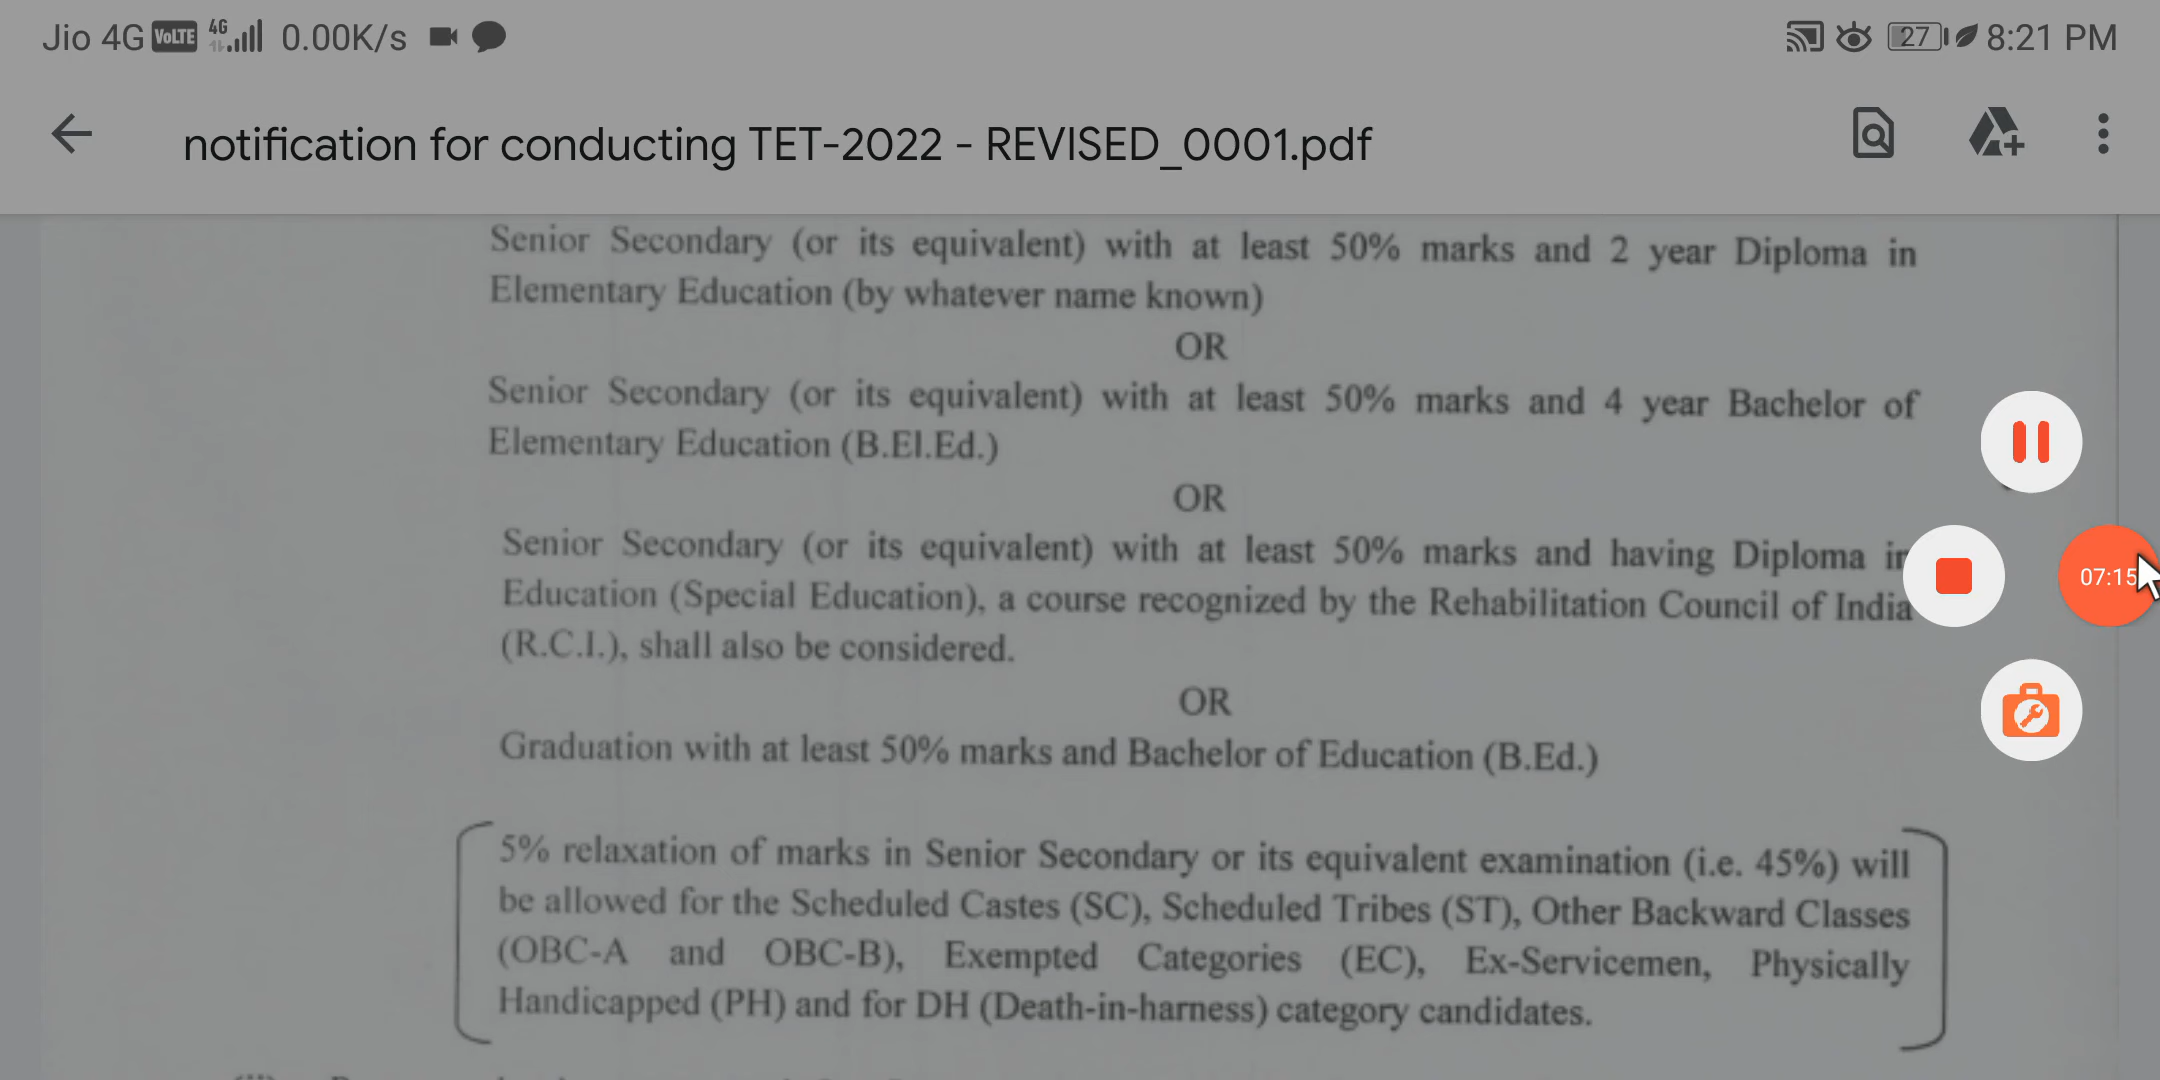 Jio 4G VoLTE 4G 0.00K/s 27 8:21 PM
notification for conducting TET-2022 - REVISED_0001.pdf
Senior Secondary (or its equivalent) with at least 50% marks and 2 year Diploma in
Elementary Education (by whatever name known)
OR
Senior Secondary (or its equivalent) with at least 50% marks and 4 year Bachelor of
Elementary Education (B.El.Ed.)
OR
Senior Secondary (or its equivalent) with at least 50% marks and having Diploma in
Education (Special Education), a course recognized by the Rehabilitation Council of India
(R.C.I.), shall also be considered.
OR
Graduation with at least 50% marks and Bachelor of Education (B.Ed.)
07:15
5% relaxation of marks in Senior Secondary or its equivalent examination (i.e. 45%) will
be allowed for the Scheduled Castes (SC), Scheduled Tribes (ST), Other Backward Classes
(OBC-A and OBC-B), Exempted Categories (EC), Ex-Servicemen, Physically
Handicapped (PH) and for DH (Death-in-harness) category candidates.